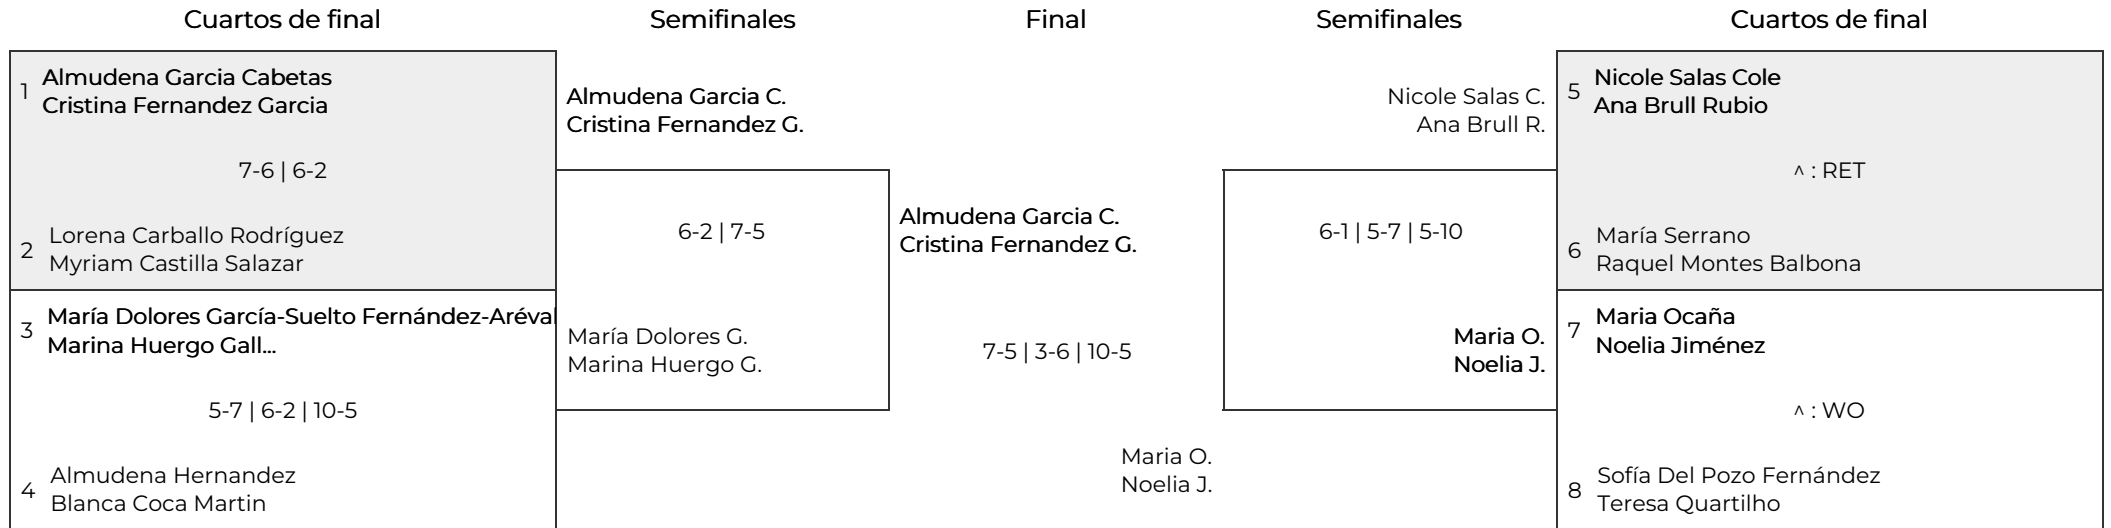 Cuartos de final
Semifinales
Final
Semifinales
Cuartos de final
1
Almudena Garcia Cabetas
Cristina Fernandez Garcia
7-6 | 6-2
2
Lorena Carballo Rodríguez
Myriam Castilla Salazar
3
María Dolores García-Suelto Fernández-Aréval
Marina Huergo Gall...
5-7 | 6-2 | 10-5
4
Almudena Hernandez
Blanca Coca Martin
Almudena Garcia C.
Cristina Fernandez G.
6-2 | 7-5
María Dolores G.
Marina Huergo G.
Almudena Garcia C.
Cristina Fernandez G.
7-5 | 3-6 | 10-5
Maria O.
Noelia J.
Nicole Salas C.
Ana Brull R.
6-1 | 5-7 | 5-10
Maria O.
Noelia J.
5
Nicole Salas Cole
Ana Brull Rubio
^ : RET
6
María Serrano
Raquel Montes Balbona
7
Maria Ocaña
Noelia Jiménez
^ : WO
8
Sofía Del Pozo Fernández
Teresa Quartilho